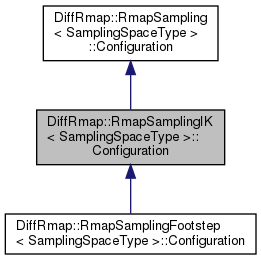 DiffRmap::RmapSampling
< SamplingSpaceType >
::Configuration
DiffRmap::RmapSamplingIK
< SamplingSpaceType >::
Configuration
DiffRmap::RmapSamplingFootstep
< SamplingSpaceType >::Configuration